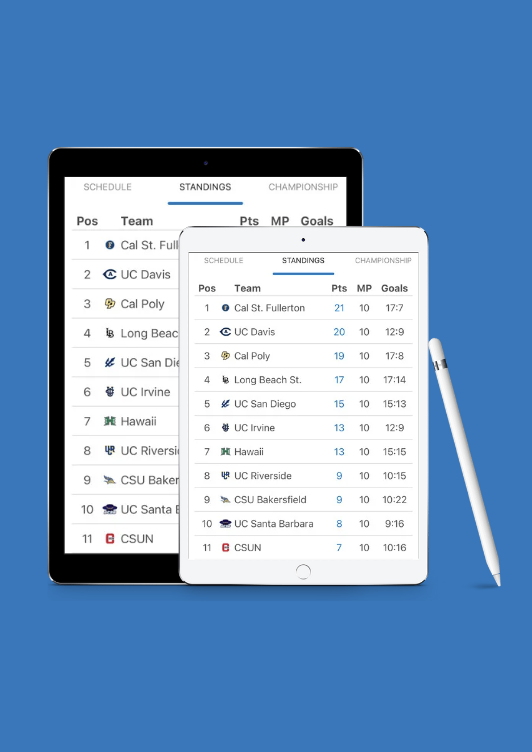 SCHEDULE STANDINGS CHAMPIONSHIP
Pos Team Pts MP Goals
1 Cal St. Full
2 UC Davis
3 Cal Poly
4 Long Beac
5 UC San Die
6 UC Irvine
7 Hawaii
8 UC Riversi
9 CSU Baker
10 UC Santa B
11 CSUN
SCHEDULE STANDINGS CHAMPIONSHIP
Pos Team Pts MP Goals
1 Cal St. Fullerton 21 10 17:7
2 UC Davis 20 10 12:9
3 Cal Poly 19 10 17:8
4 Long Beach St. 17 10 17:14
5 UC San Diego 15 10 15:13
6 UC Irvine 13 10 12:9
7 Hawaii 13 10 15:15
8 UC Riverside 9 10 10:15
9 CSU Bakersfield 9 10 10:22
10 UC Santa Barbara 8 10 9:16
11 CSUN 7 10 10:16